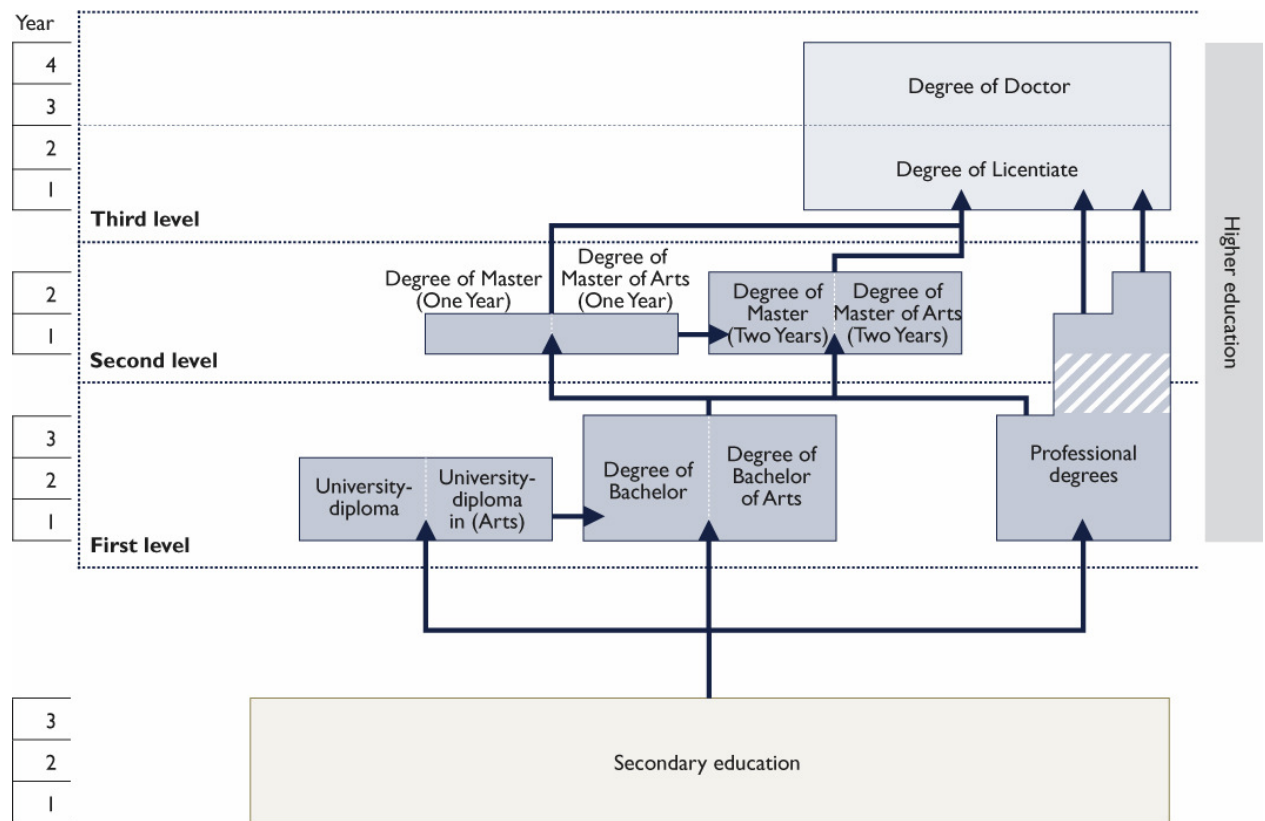 Year
4
3
2
1
Degree of Doctor
Degree of Licentiate
Third level
Higher education
2
1
Degree of Master
(One Year)
Degree of
Master of Arts
(One Year)
Degree of
Master
(Two Years)
Degree of
Master of Arts
(Two Years)
Second level
3
2
1
University-
diploma
University-
diploma
in (Arts)
Degree of
Bachelor
Degree of
Bachelor
of Arts
Professional
degrees
First level
3
2
1
Secondary education